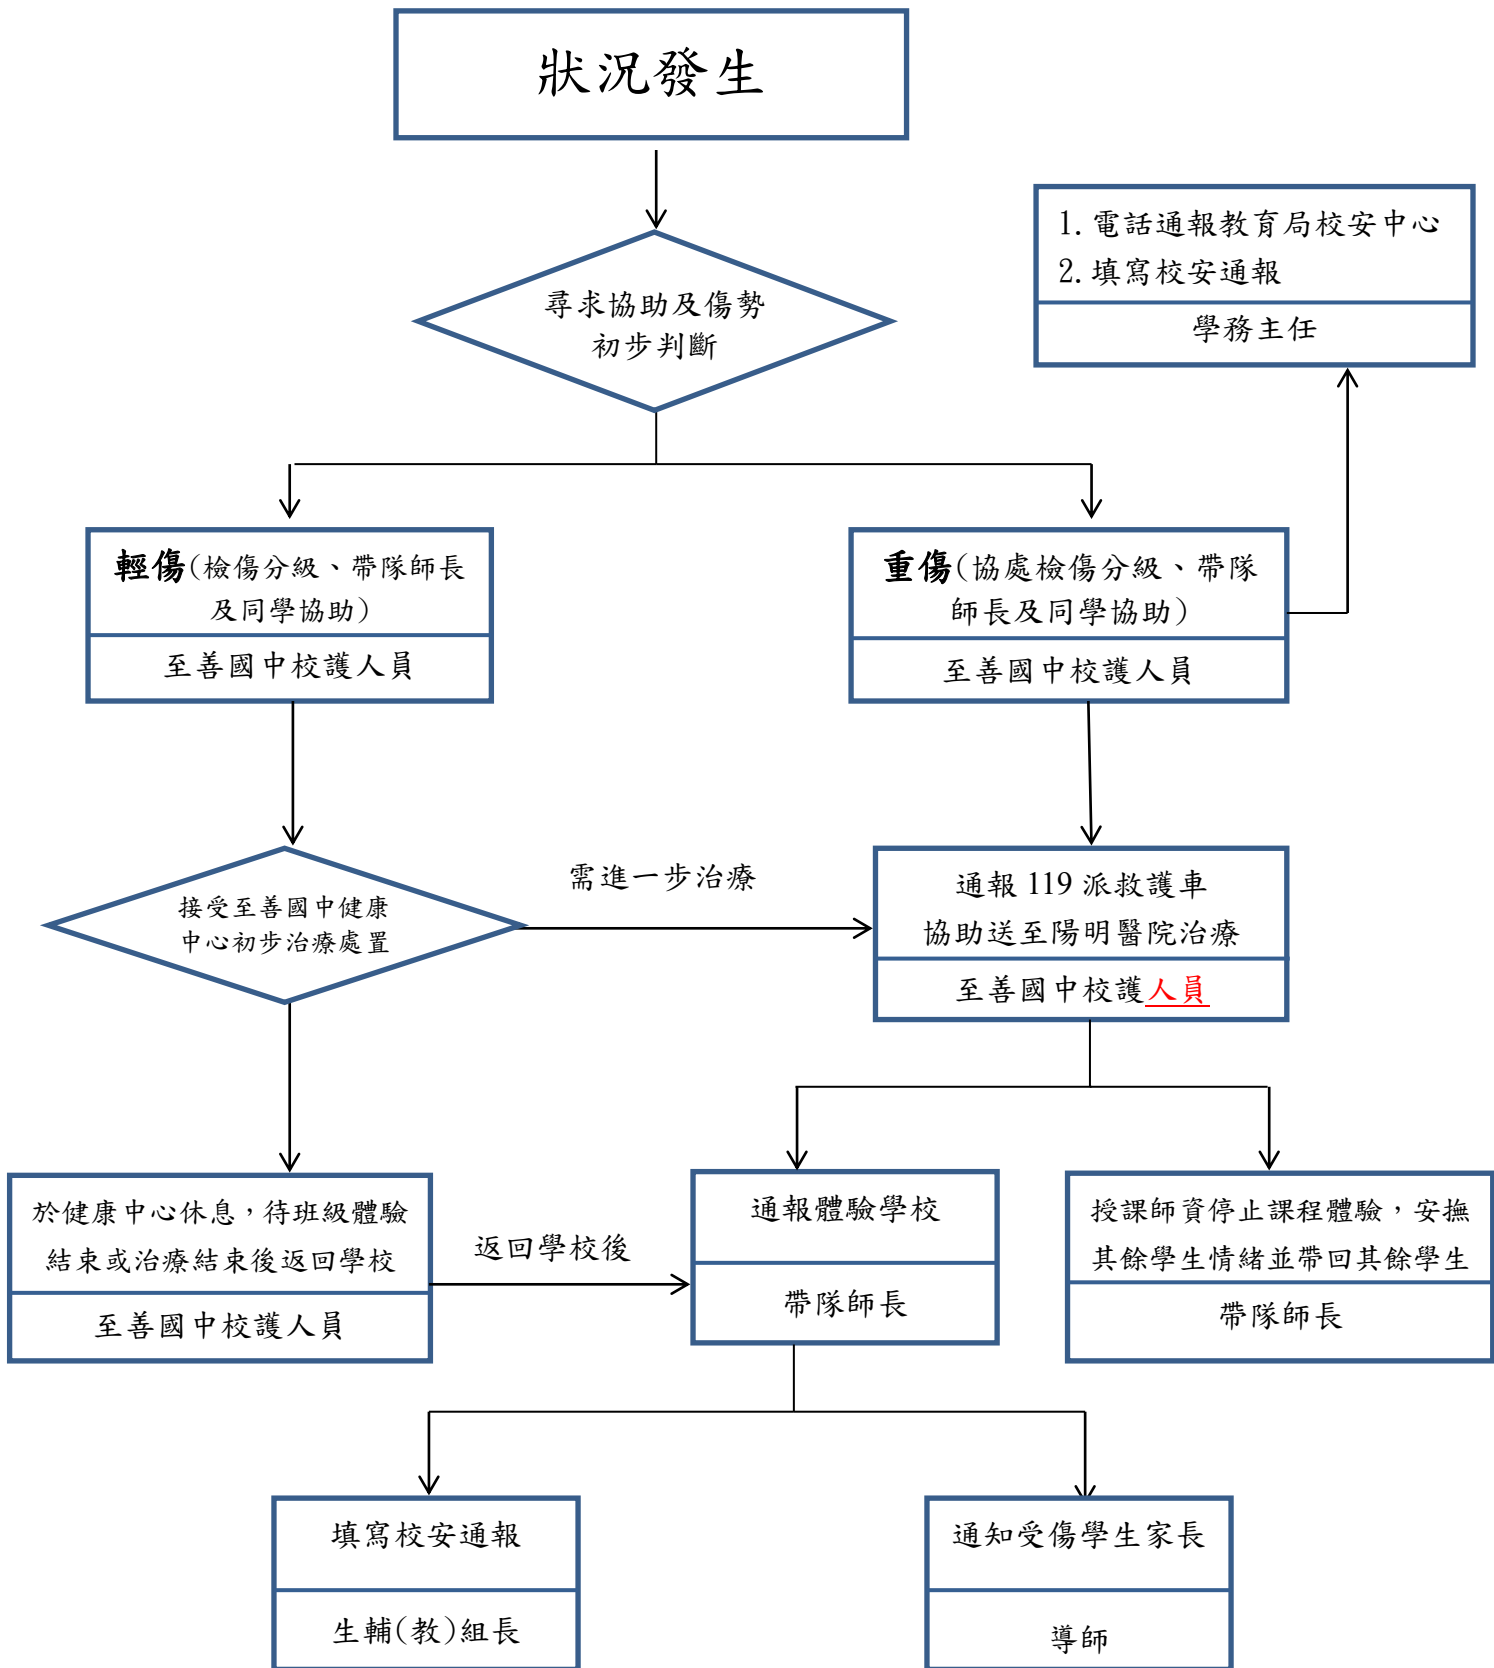 狀況發生
1. 電話通報教育局校安中心
2. 填寫校安通報
學務主任
尋求協助及傷勢
初步判斷
輕傷(檢傷分級、帶隊師長
及同學協助)
至善國中校護人員
重傷(協處檢傷分級、帶隊
師長及同學協助)
至善國中校護人員
接受至善國中健康
中心初步治療處置
需進一步治療
通報 119 派救護車
協助送至陽明醫院治療
至善國中校護人員
於健康中心休息，待班級體驗
結束或治療結束後返回學校
至善國中校護人員
返回學校後
通報體驗學校
帶隊師長
授課師資停止課程體驗，安撫
其餘學生情緒並帶回其餘學生
帶隊師長
填寫校安通報
生輔(教)組長
通知受傷學生家長
導師